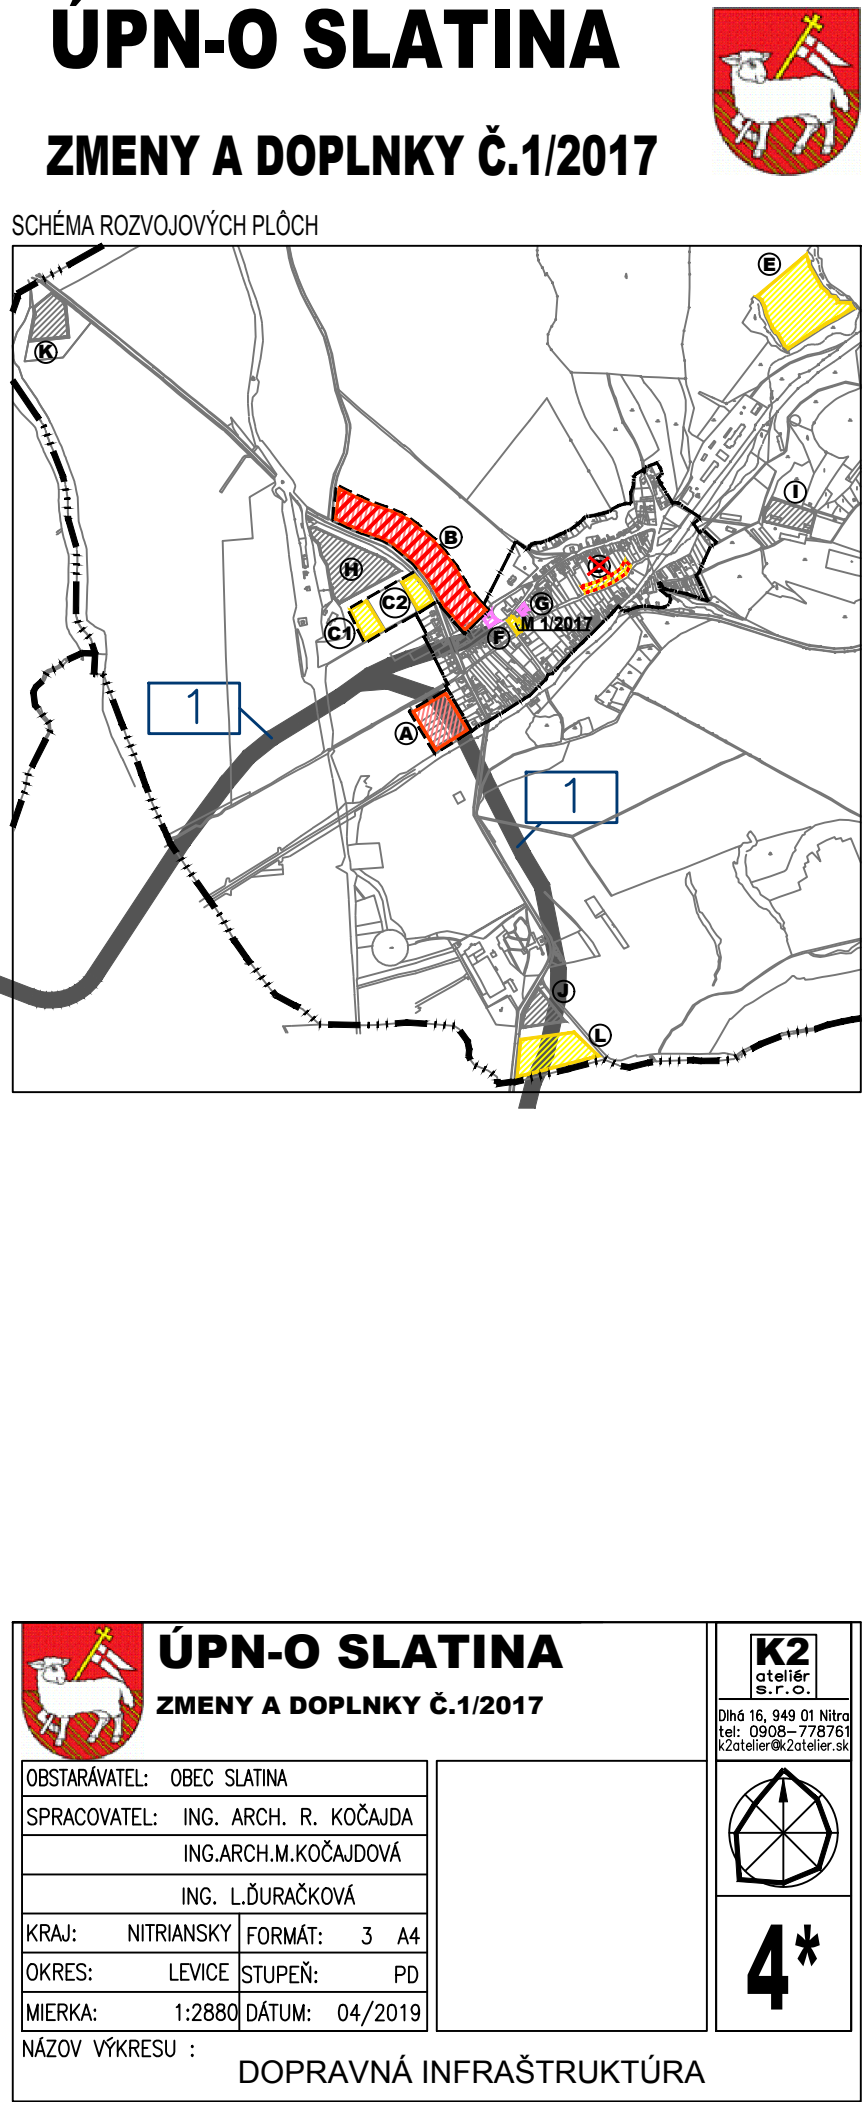 ÚPN-O SLATINA
ZMENY A DOPLNKY Č.1/2017
SCHÉMA ROZVOJOVÝCH PLÔCH
E
K
I
B
H
C2
C1
G
M 1/2017
F
1
A
1
J
L
ÚPN-O SLATINA
ZMENY A DOPLNKY Č.1/2017
K2
ateliér
s.r.o.
Dlhá 16, 949 01 Nitra
tel: 0908-778761
k2atelier@k2atelier.sk
OBSTARÁVATEL: OBEC SLATINA
SPRACOVATEL: ING. ARCH. R. KOČAJDA
ING.ARCH.M.KOČAJDOVÁ
ING. L.ĎURAČKOVÁ
KRAJ: NITRIANSKY FORMÁT: 3 A4
OKRES: LEVICE STUPEŇ: PD
MIERKA: 1:2880 DÁTUM: 04/2019
4*
NÁZOV VÝKRESU :
DOPRAVNÁ INFRAŠTRUKTÚRA